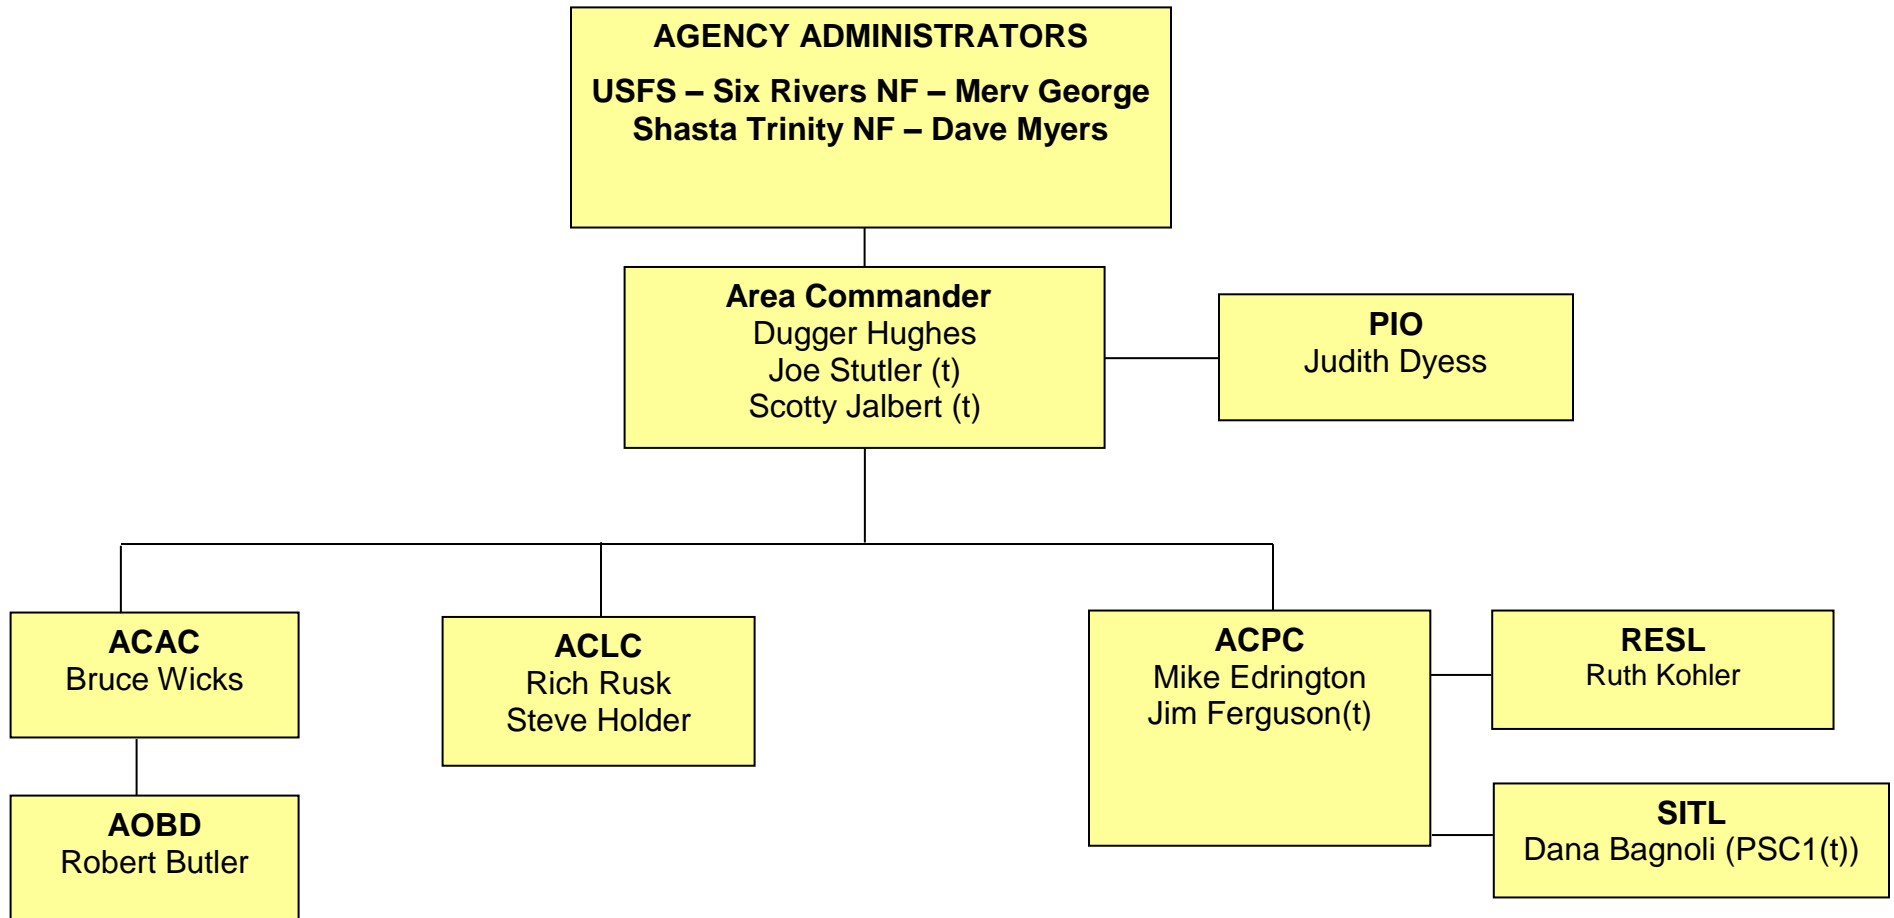 AGENCY ADMINISTRATORS
USFS – Six Rivers NF – Merv George
Shasta Trinity NF – Dave Myers
Area Commander
Dugger Hughes
Joe Stutler (t)
Scotty Jalbert (t)
PIO
Judith Dyess
ACAC
Bruce Wicks
AOBD
Robert Butler
ACLC
Rich Rusk
Steve Holder
ACPC
Mike Edrington
Jim Ferguson(t)
RESL
Ruth Kohler
SITL
Dana Bagnoli (PSC1(t))